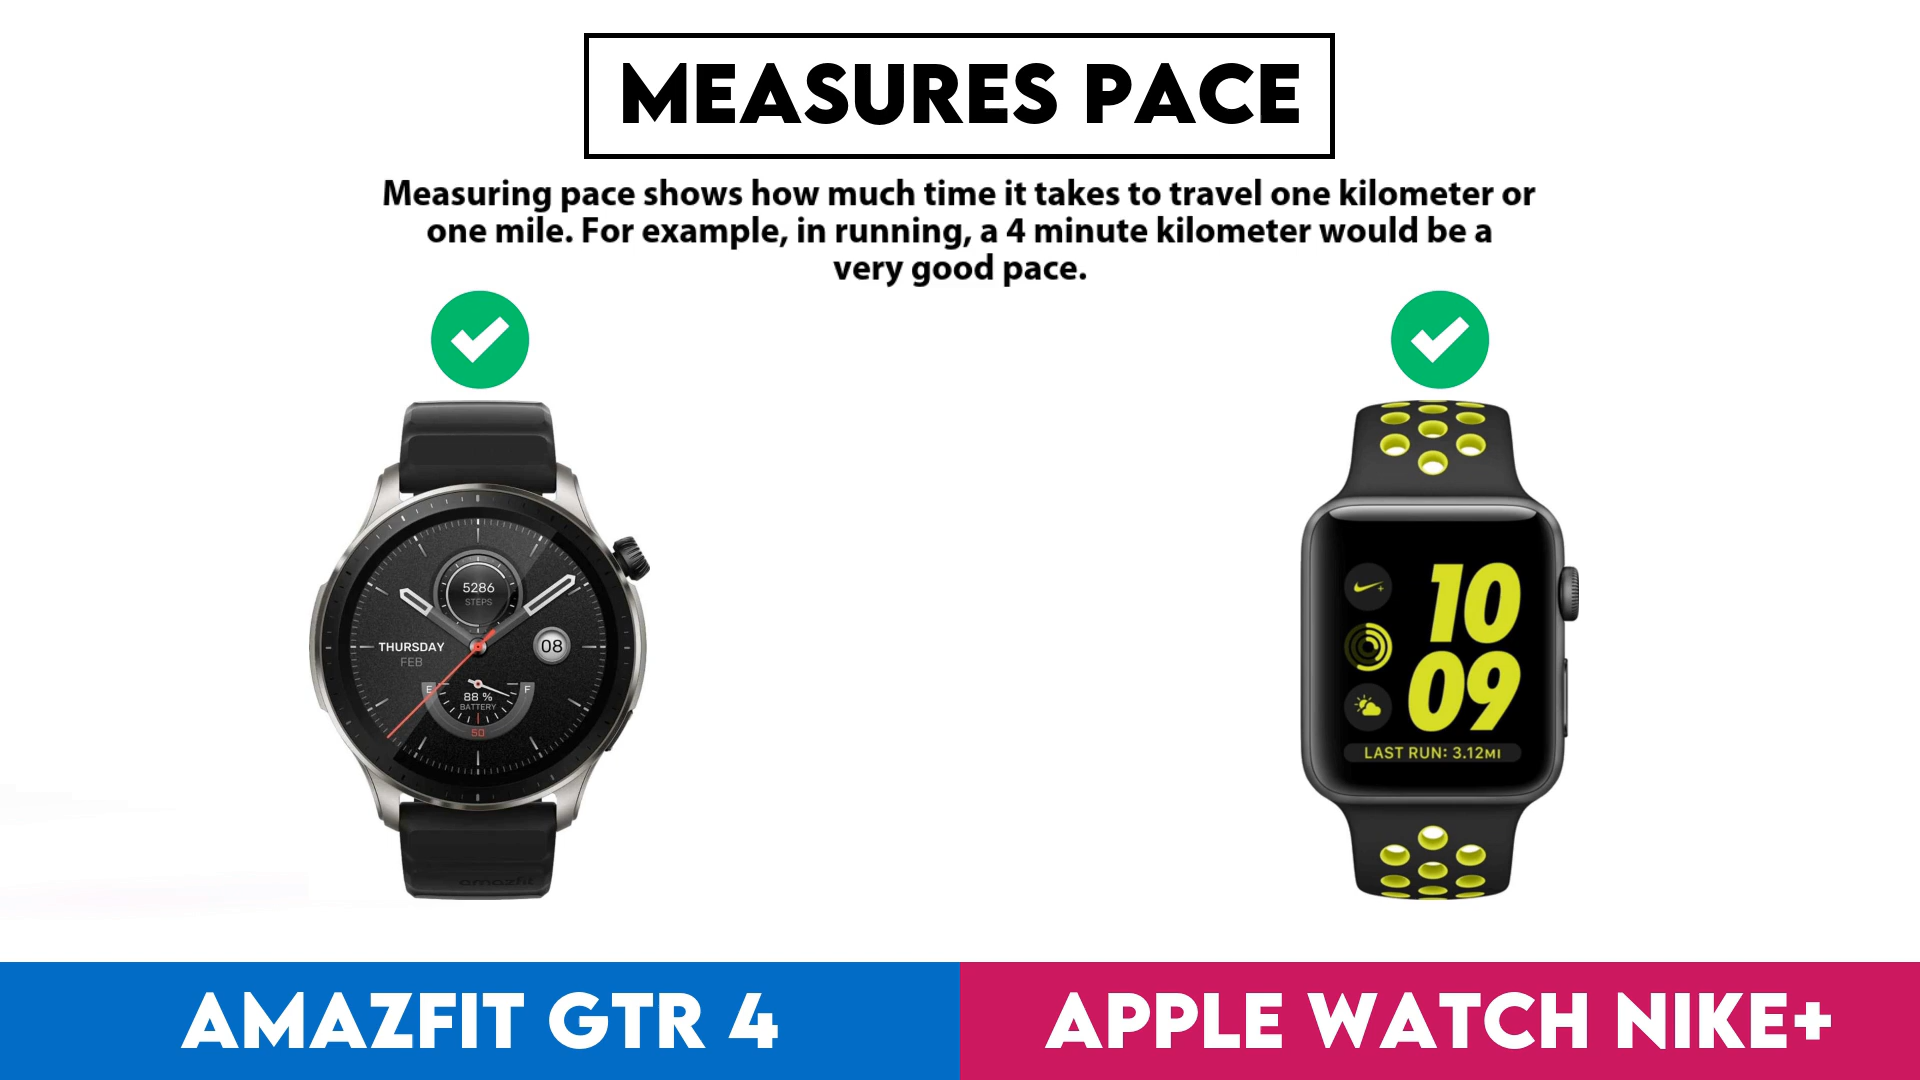 MEASURES PACE
Measuring pace shows how much time it takes to travel one kilometer or
one mile. For example, in running, a 4 minute kilometer would be a
very good pace.
5286
STEPS
THURSDAY
FEB
08
E
F
88 %
BATTERY
50
amazfit
10
09
LAST RUN: 3.12MI
AMAZFIT GTR 4
APPLE WATCH NIKE+